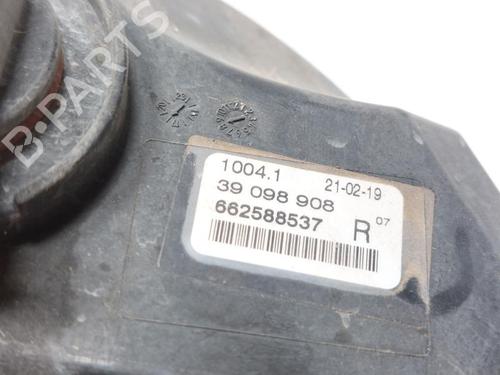 B-PARTS
1004.1 21-02-19
39 098 908
662588537 R 07